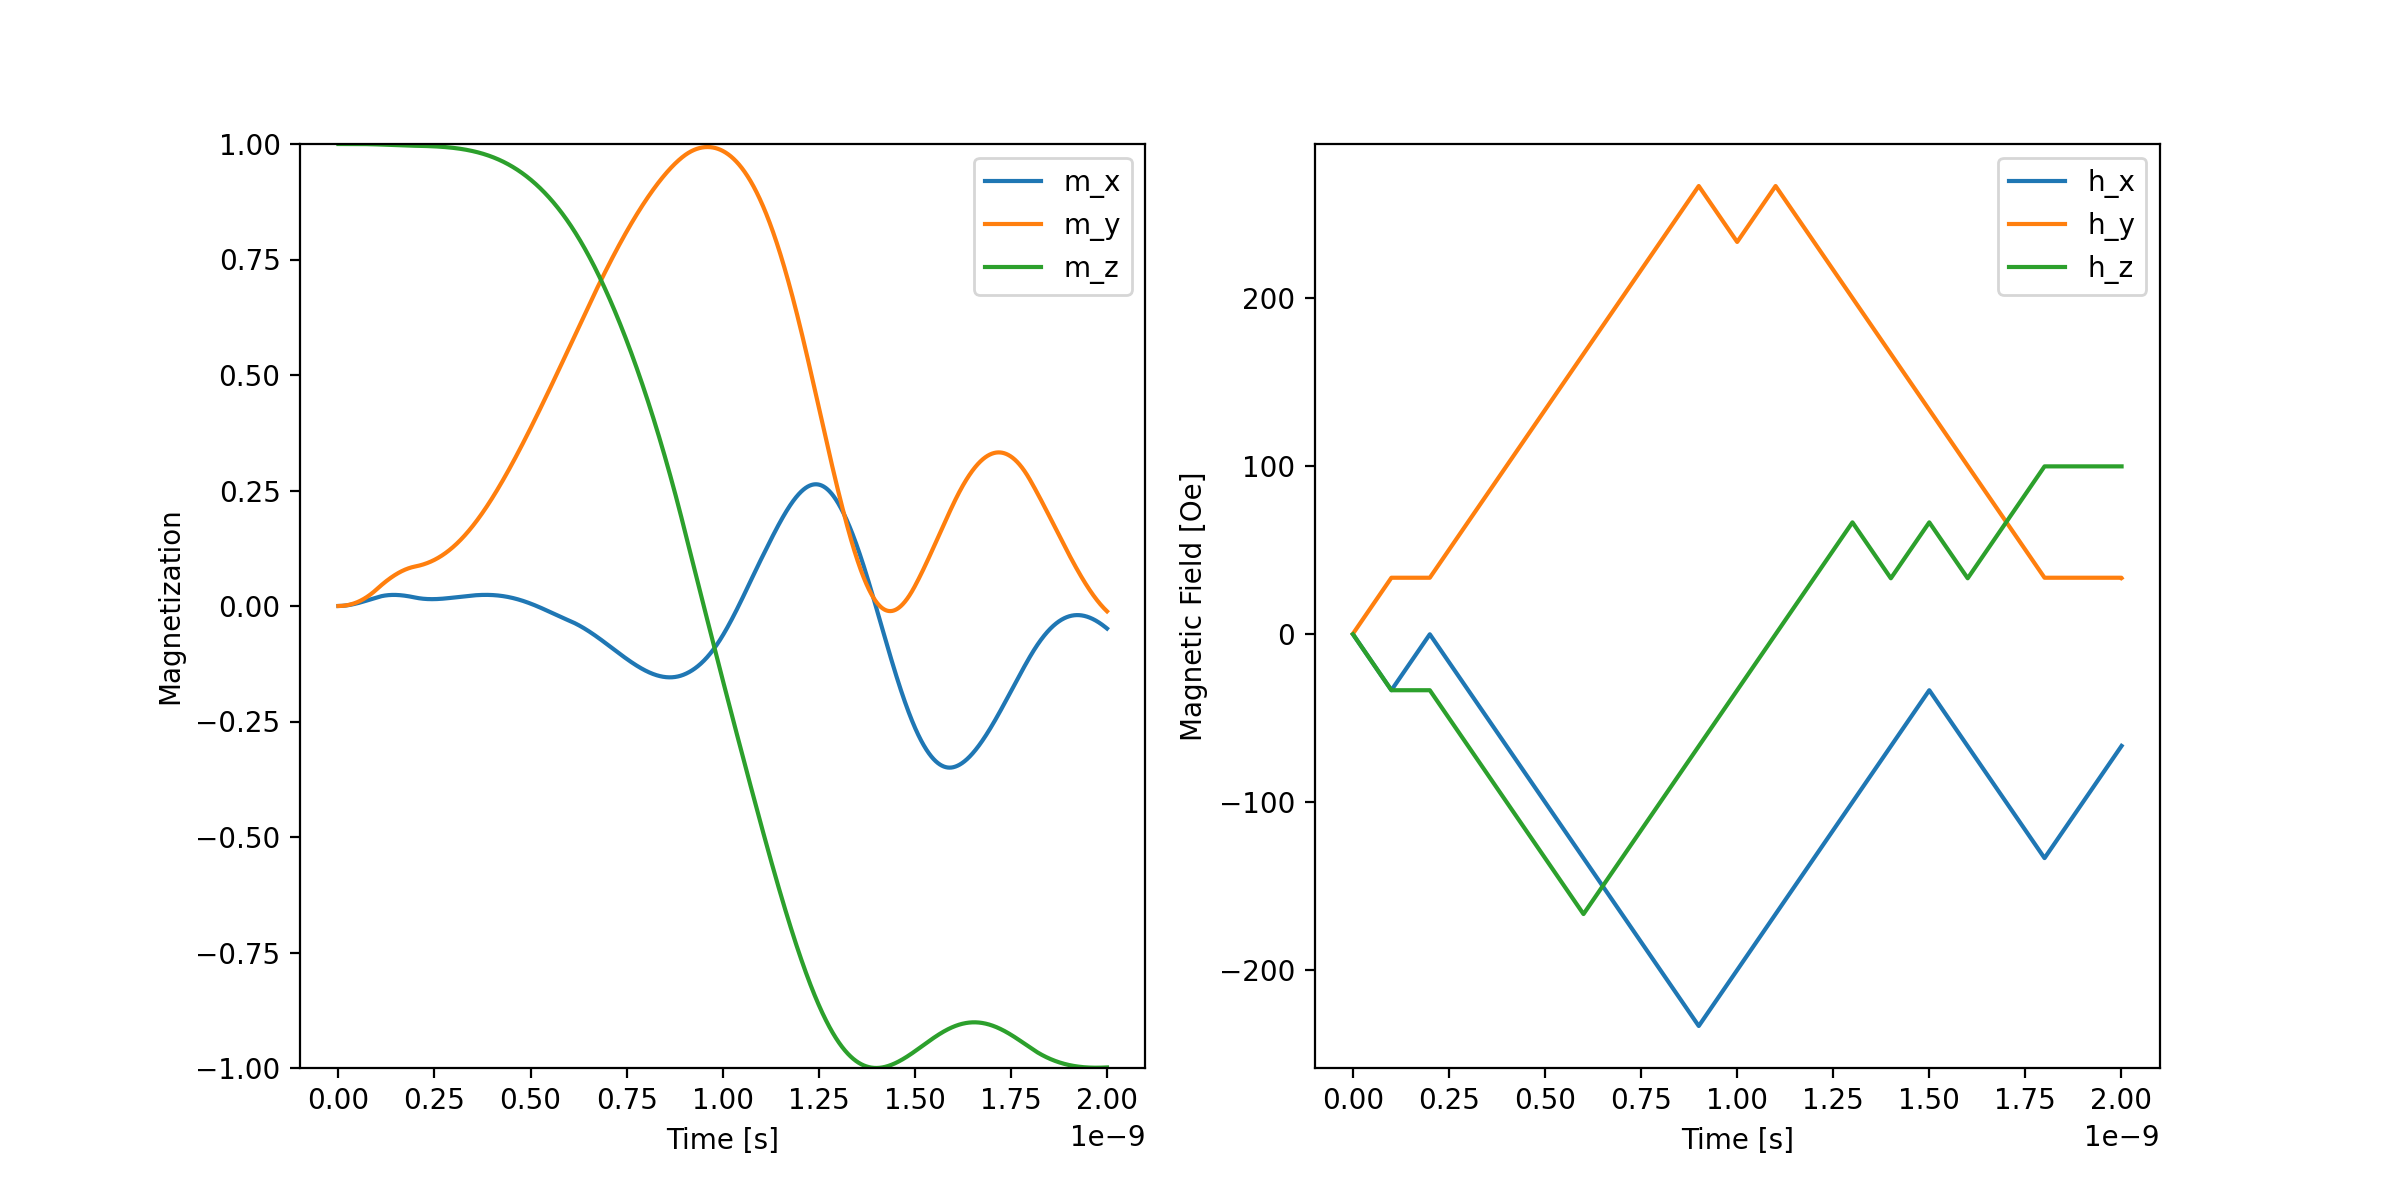 1.00
0.75
0.50
0.25
0.00
−0.25
−0.50
−0.75
−1.00
Magnetization
m_x
m_y
m_z
0.00 0.25 0.50 0.75 1.00 1.25 1.50 1.75 2.00
Time [s]
1e−9
200
100
0
−100
−200
Magnetic Field [Oe]
h_x
h_y
h_z
0.00 0.25 0.50 0.75 1.00 1.25 1.50 1.75 2.00
Time [s]
1e−9